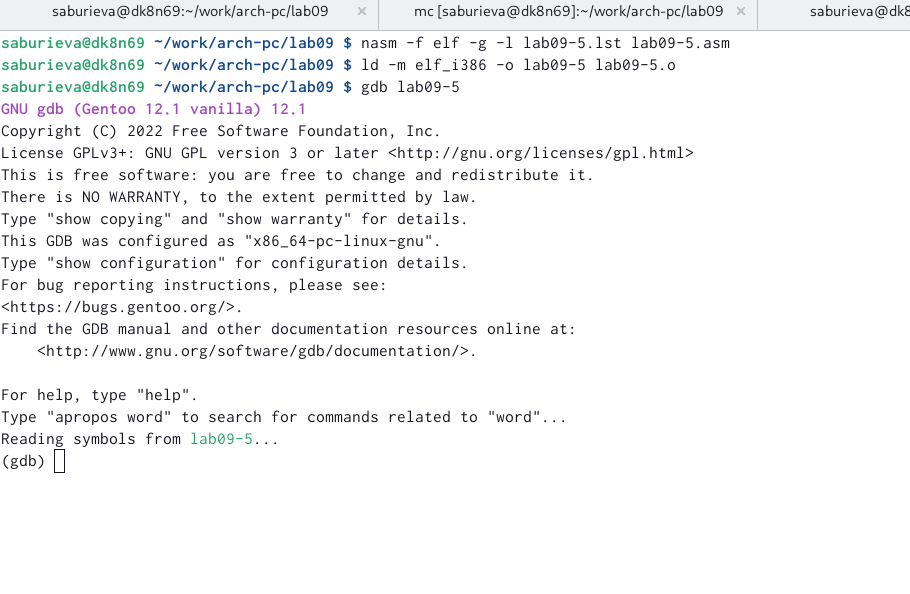 saburieva@dk8n69:~/work/arch-pc/lab09 × mc [saburieva@dk8n69]:~/work/arch-pc/lab09 × saburieva@dk8
saburieva@dk8n69 ~/work/arch-pc/lab09 $ nasm -f elf -g -l lab09-5.lst lab09-5.asm
saburieva@dk8n69 ~/work/arch-pc/lab09 $ ld -m elf_i386 -o lab09-5 lab09-5.o
saburieva@dk8n69 ~/work/arch-pc/lab09 $ gdb lab09-5
GNU gdb (Gentoo 12.1 vanilla) 12.1
Copyright (C) 2022 Free Software Foundation, Inc.
License GPLv3+: GNU GPL version 3 or later <http://gnu.org/licenses/gpl.html>
This is free software: you are free to change and redistribute it.
There is NO WARRANTY, to the extent permitted by law.
Type "show copying" and "show warranty" for details.
This GDB was configured as "x86_64-pc-linux-gnu".
Type "show configuration" for configuration details.
For bug reporting instructions, please see:
<https://bugs.gentoo.org/>.
Find the GDB manual and other documentation resources online at:
    <http://www.gnu.org/software/gdb/documentation/>.

For help, type "help".
Type "apropos word" to search for commands related to "word"...
Reading symbols from lab09-5...
(gdb)